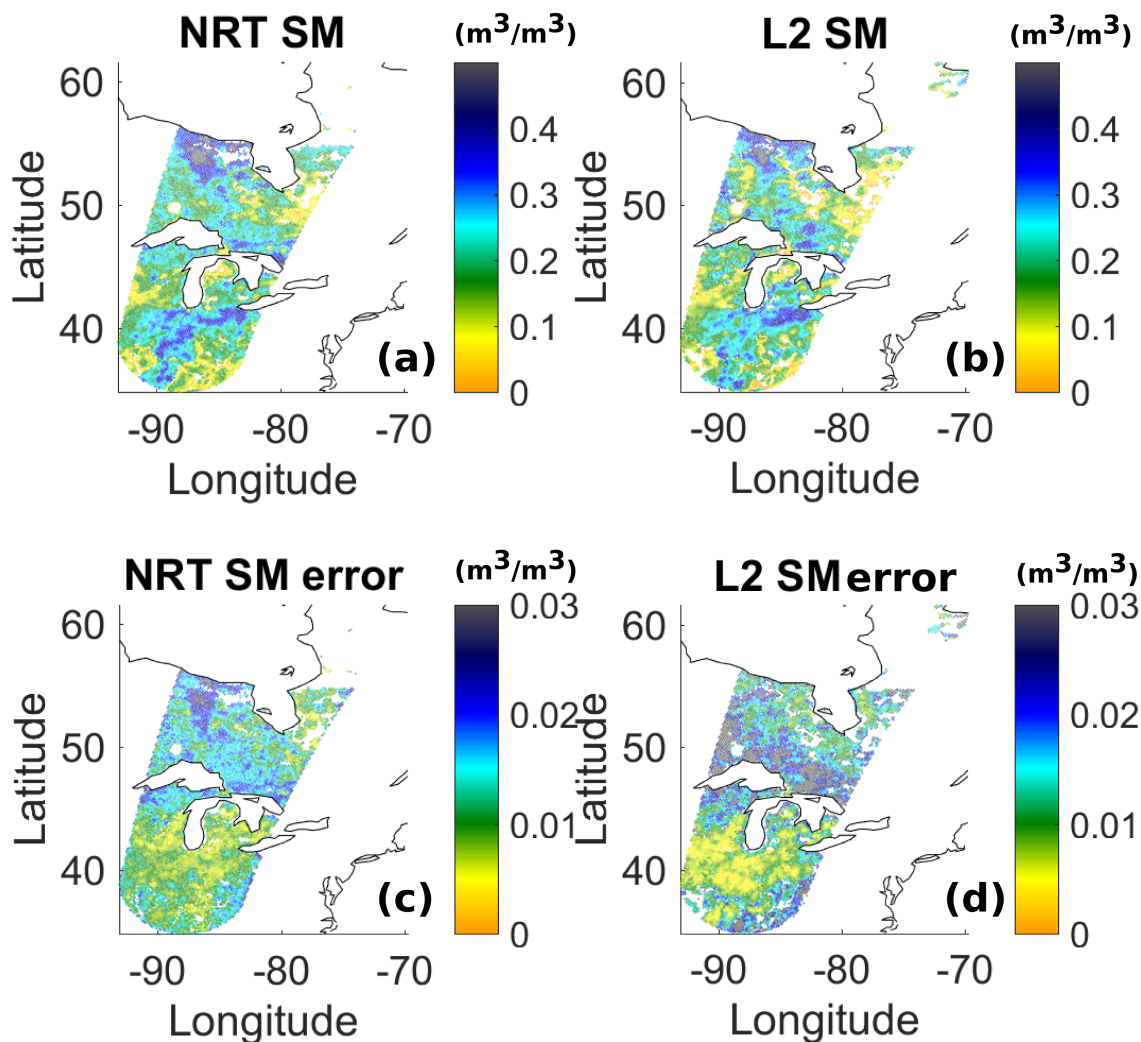 NRT SM (m³/m³)
60
50
40
Latitude
-90 -80 -70
Longitude
0.4
0.3
0.2
0.1
0
(a)
L2 SM (m³/m³)
60
50
40
Latitude
-90 -80 -70
Longitude
0.4
0.3
0.2
0.1
0
(b)
NRT SM error (m³/m³)
60
50
40
Latitude
-90 -80 -70
Longitude
0.03
0.02
0.01
0
(c)
L2 SM error (m³/m³)
60
50
40
Latitude
-90 -80 -70
Longitude
0.03
0.02
0.01
0
(d)